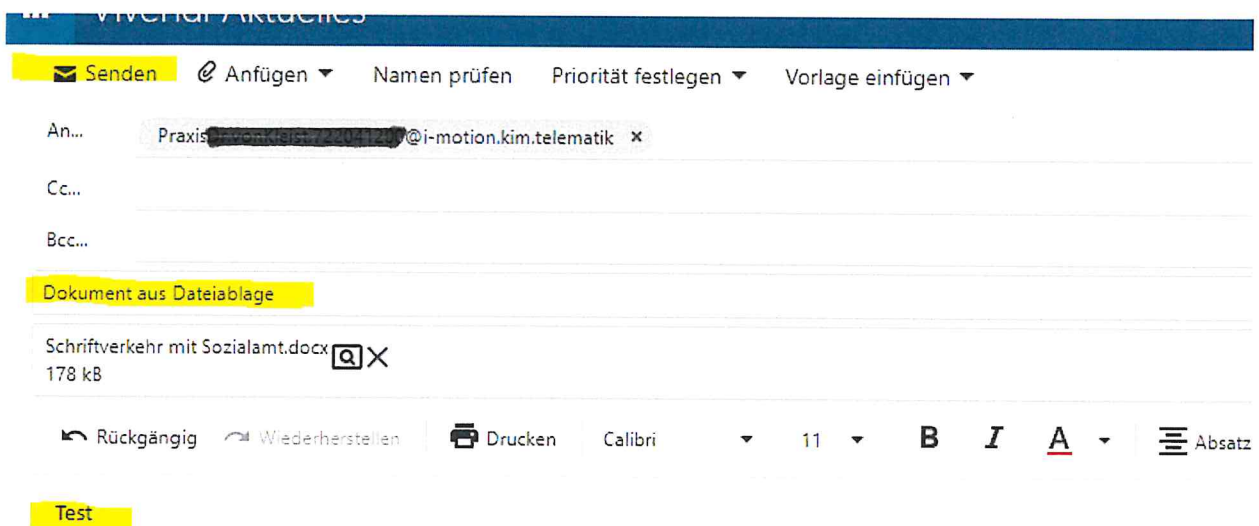 Vivendi Aktuelles
Senden Anfügen Namen prüfen Priorität festlegen Vorlage einfügen
An... Praxis @i-motion.kim.telematik ×
Cc...
Bcc...
Dokument aus Dateiablage
Schriftverkehr mit Sozialamt.docx
178 kB
Rückgängig Wiederherstellen Drucken Calibri 11 B I A Absatz
Test